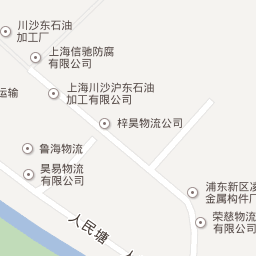 川沙东石油
加工厂
上海信驰防腐
有限公司
运输
上海川沙沪东石油
加工有限公司
梓昊物流公司
鲁海物流
昊易物流
有限公司
浦东新区凌
金属构件厂
荣慈物流
有限公司
人民塘
人